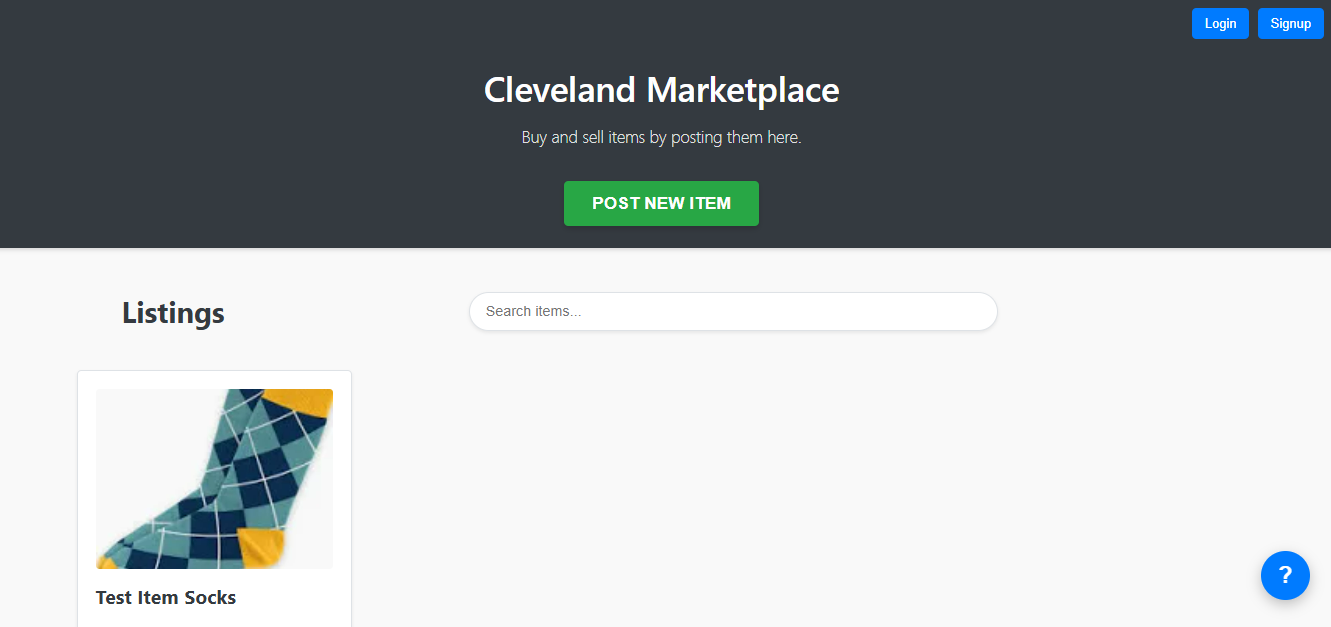 Login Signup
Cleveland Marketplace
Buy and sell items by posting them here.
POST NEW ITEM
Listings
Search items...
Test Item Socks
?